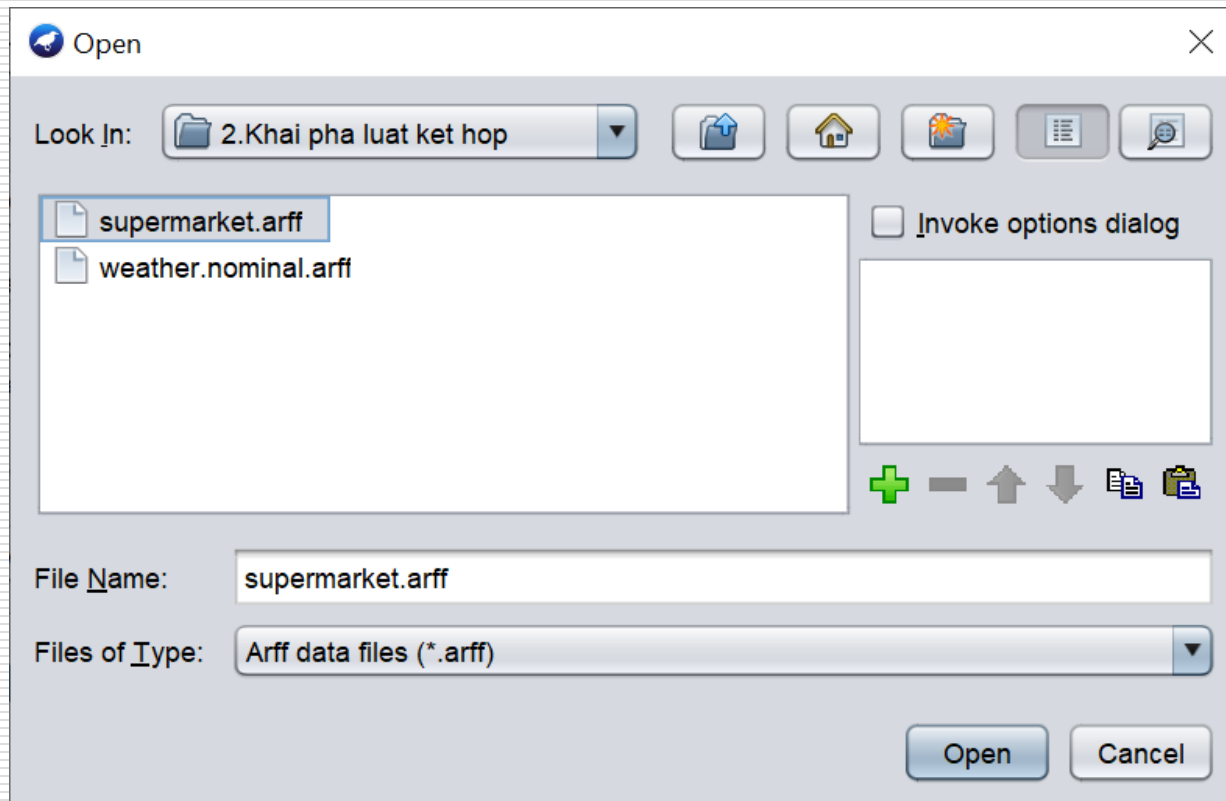 Open
Look In: 2.Khai pha luat ket hop
supermarket.arff
weather.nominal.arff
Invoke options dialog
File Name: supermarket.arff
Files of Type: Arff data files (*.arff)
Open Cancel